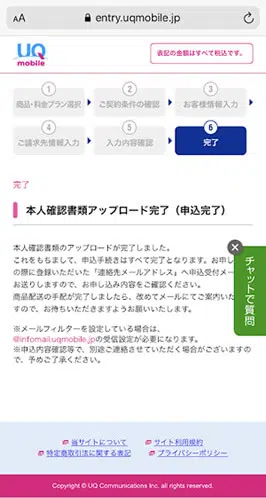 AA
entry.uqmobile.jp
UQ
mobile
表記の金額はすべて税込です。
1
商品・料金プラン選択
2
ご契約条件の確認
3
お客様情報入力
4
ご請求先情報入力
5
入力内容確認
6
完了
完了
本人確認書類アップロード完了（申込完了）
本人確認書類のアップロードが完了しました。
これをもちまして、申込手続きはすべて完了となります。お申し
の際に登録いただいた「連絡先メールアドレス」へ申込受付メー
お送りしますので、お申し込み内容をご確認ください。
商品配送の手配が完了しましたら、改めてメールにてご案内いた
すので、お待ちいただきますようお願いいたします。
チャットで質問
※メールフィルターを設定している場合は、
@infomail.uqmobile.jpの受信設定が必要になります。
※申込内容確認等で、別途ご連絡させていただく場合がございますの
で、予めご了承ください。
当サイトについて
サイト利用規約
特定商取引法に関する表記
プライバシーポリシー
Copyright © UQ Communications Inc. all rights reserved.